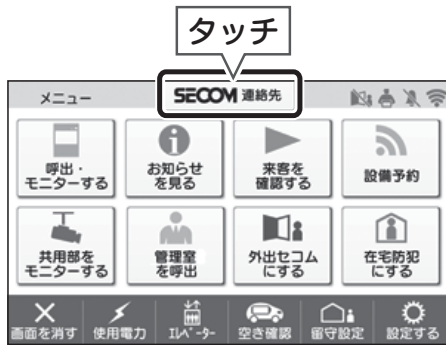 タッチ
メニュー
SECOM 連絡先
呼出・
モニターする
お知らせ
を見る
来客を
確認する
設備予約
共用部を
モニターする
管理室
を呼出
外出セコム
にする
在宅防犯
にする
画面を消す
使用電力
エレベーター
空き確認
留守設定
設定する